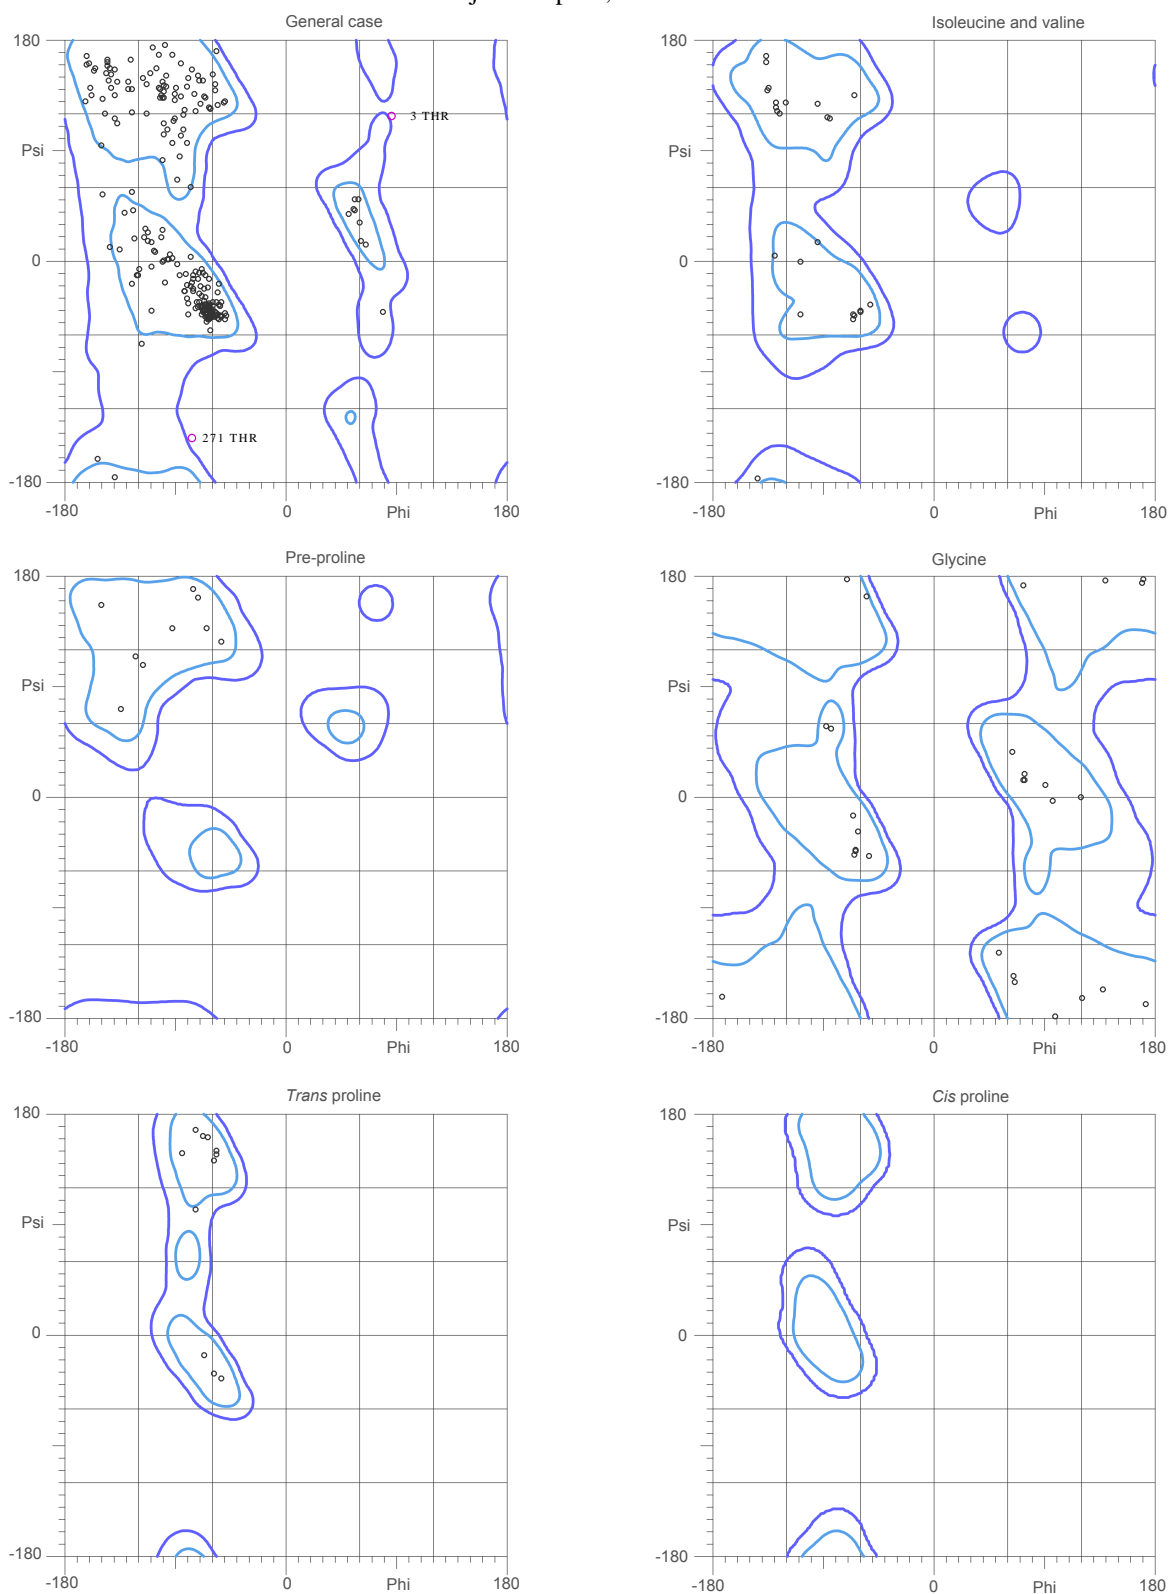 General case
180
Psi
0
-180
-180 0 Phi 180
3 THR
271 THR
Isoleucine and valine
180
Psi
0
-180
-180 0 Phi 180
Pre-proline
180
Psi
0
-180
-180 0 Phi 180
Glycine
180
Psi
0
-180
-180 0 Phi 180
Trans proline
180
Psi
0
-180
-180 0 Phi 180
Cis proline
180
Psi
0
-180
-180 0 Phi 180